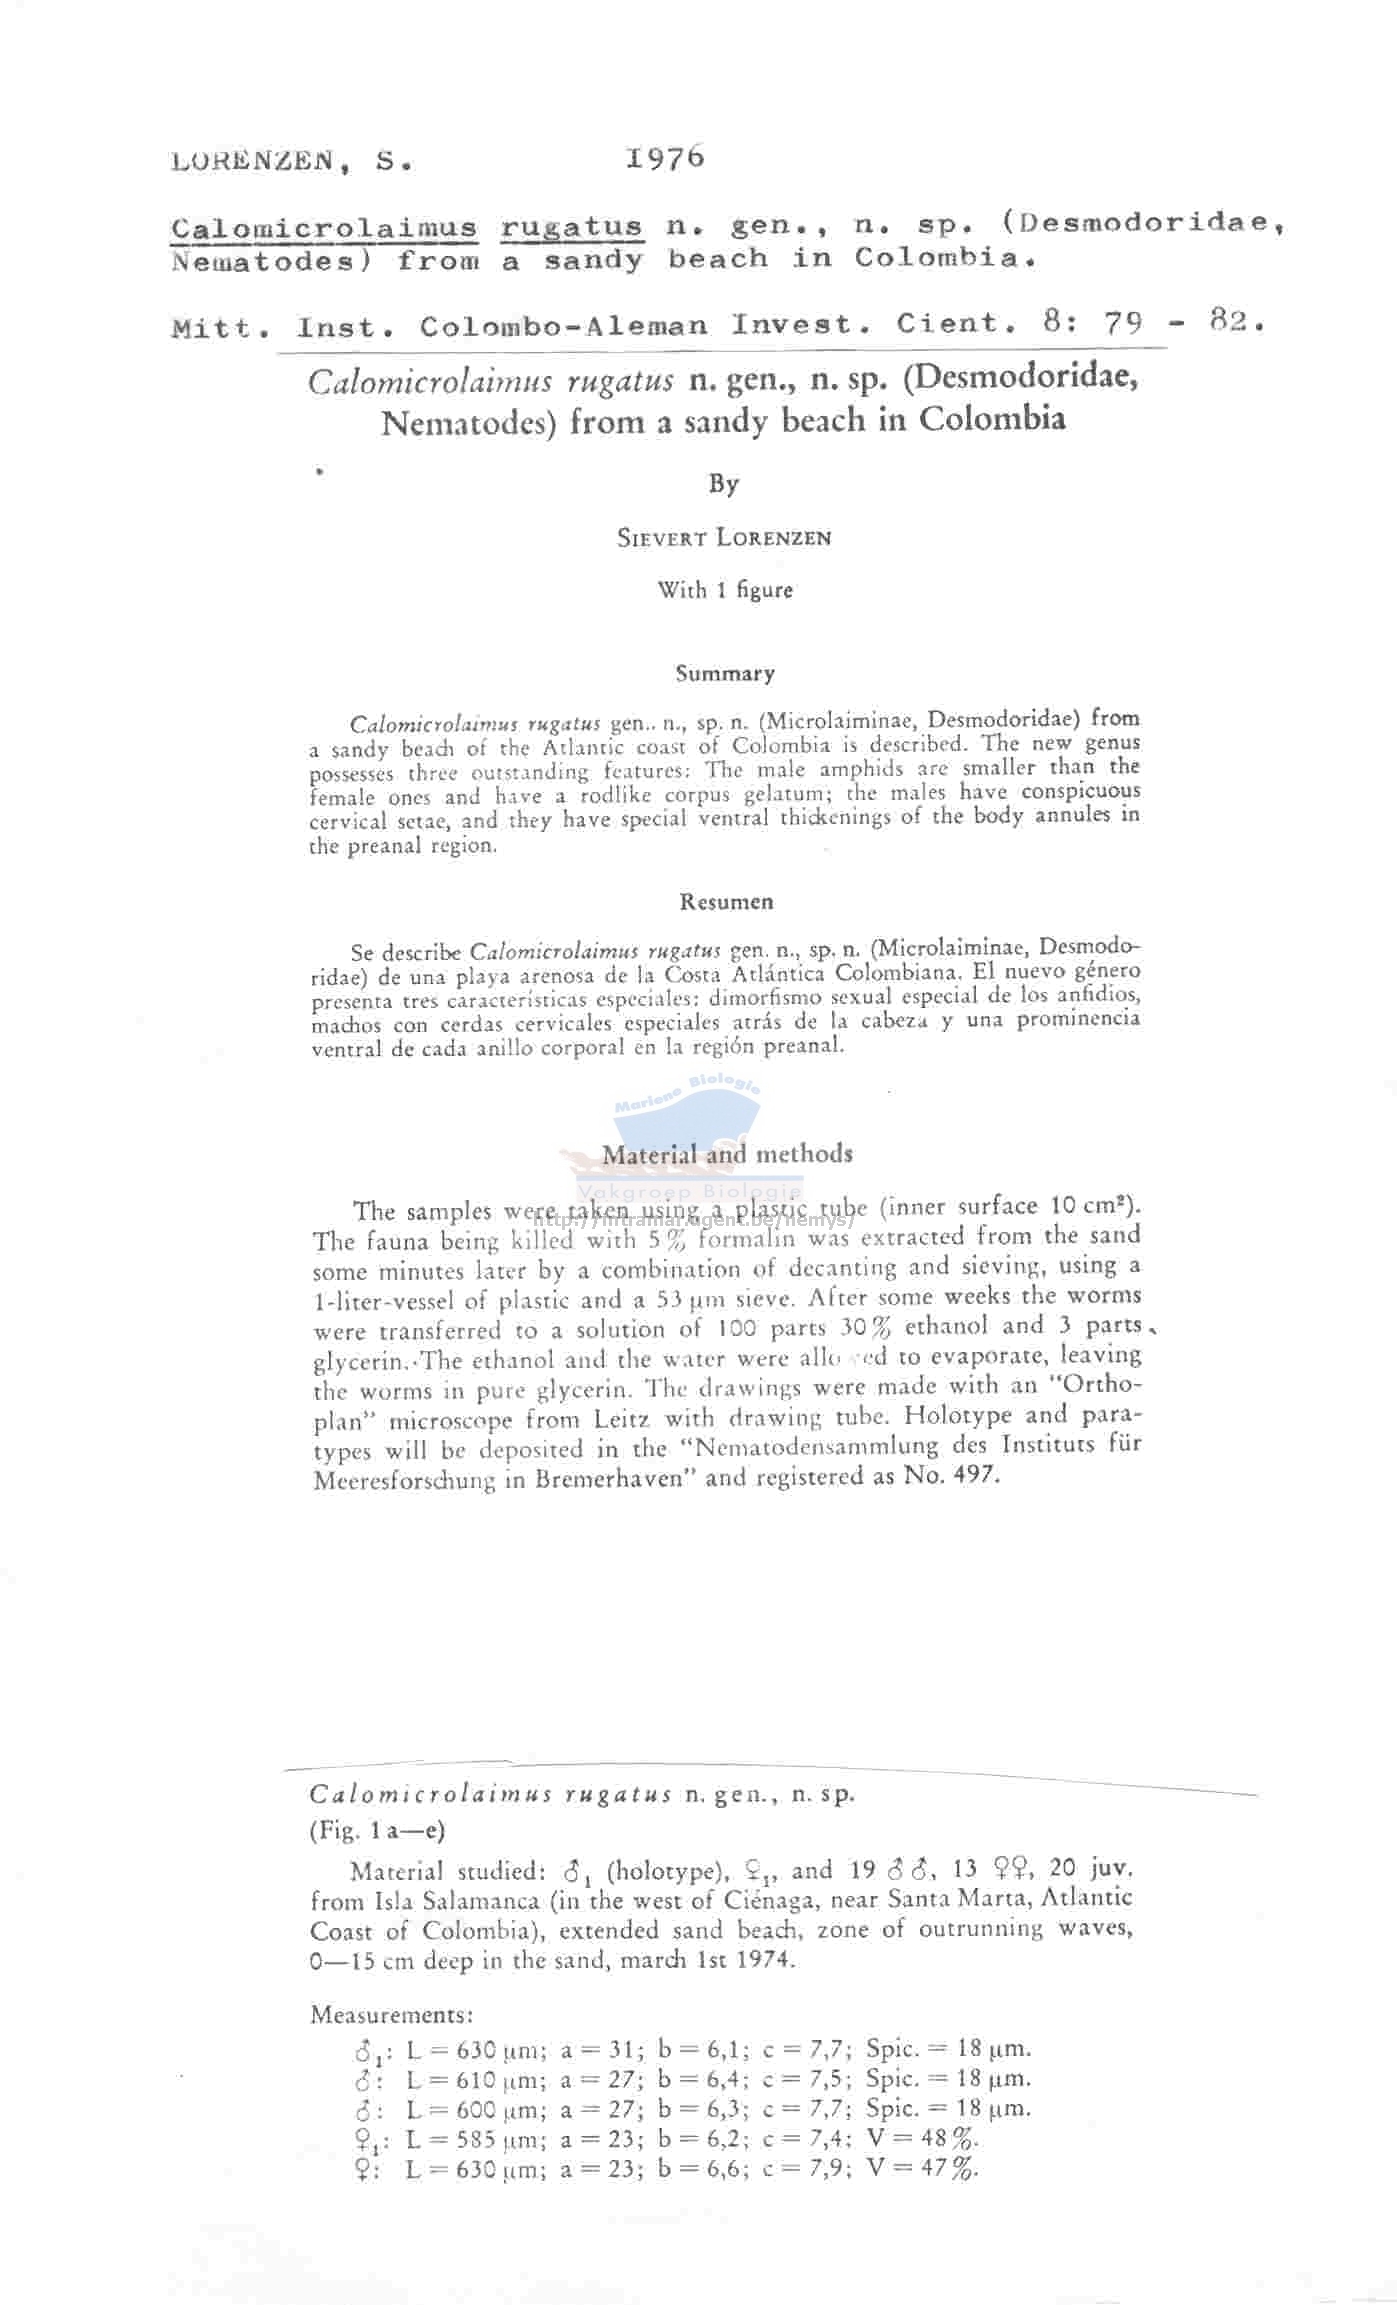 LORENZEN, S. 1976
Calomicrolaimus rugatus n. gen., n. sp. (Desmodoridae,
Nematodes) from a sandy beach in Colombia.
Mitt. Inst. Colombo-Aleman Invest. Cient. 8: 79 - 82.
Calomicrolaimus rugatus n. gen., n. sp. (Desmodoridae,
Nematodes) from a sandy beach in Colombia
By
SIEVERT LORENZEN
With 1 figure
Summary
Calomicrolaimus rugatus gen.. n., sp. n. (Microlaiminae, Desmodoridae) from
a sandy beach of the Atlantic coast of Colombia is described. The new genus
possesses three outstanding features: The male amphids are smaller than the
female ones and have a rodlike corpus gelatum; the males have conspicuous
cervical setae, and they have special ventral thickenings of the body annules in
the preanal region.
Resumen
Se describe Calomicrolaimus rugatus gen. n., sp. n. (Microlaiminae, Desmodo-
ridae) de una playa arenosa de la Costa Atlántica Colombiana. El nuevo género
presenta tres características especiales: dimorfismo sexual especial de los anfidios,
machos con cerdas cervicales especiales atrás de la cabeza y una prominencia
ventral de cada anillo corporal en la región preanal.
Mariene Biologie
Material and methods
Vakgroep Biologie
The samples were taken using a plastic tube (inner surface 10 cm²).
http://intramar.ugent.be/nemys/
The fauna being killed with 5 % formalin was extracted from the sand
some minutes later by a combination of decanting and sieving, using a
1-liter-vessel of plastic and a 53 µm sieve. After some weeks the worms
were transferred to a solution of 100 parts 30 % ethanol and 3 parts
glycerin. The ethanol and the water were allowed to evaporate, leaving
the worms in pure glycerin. The drawings were made with an “Ortho-
plan” microscope from Leitz with drawing tube. Holotype and para-
types will be deposited in the “Nematodensammlung des Instituts für
Meeresforschung in Bremerhaven” and registered as No. 497.
Calomicrolaimus rugatus n. gen., n. sp.
(Fig. 1 a—e)
Material studied: ♂₁ (holotype), ♀₁, and 19 ♂♂, 13 ♀♀, 20 juv.
from Isla Salamanca (in the west of Ciénaga, near Santa Marta, Atlantic
Coast of Colombia), extended sand beach, zone of outrunning waves,
0—15 cm deep in the sand, march 1st 1974.
Measurements:
♂₁: L = 630 µm; a = 31; b = 6,1; c = 7,7; Spic. = 18 µm.
♂: L = 610 µm; a = 27; b = 6,4; c = 7,5; Spic. = 18 µm.
♂: L = 600 µm; a = 27; b = 6,3; c = 7,7; Spic. = 18 µm.
♀₁: L = 585 µm; a = 23; b = 6,2; c = 7,4; V = 48 %.
♀: L = 630 µm; a = 23; b = 6,6; c = 7,9; V = 47 %.